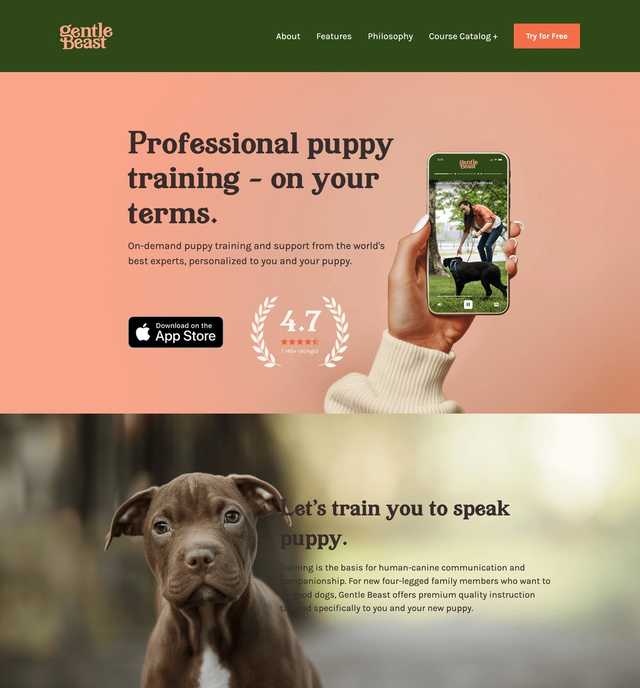 gentle
Beast
About
Features
Philosophy
Course Catalog +
Try for Free
Professional puppy
training - on your
terms.
On-demand puppy training and support from the world's
best experts, personalized to you and your puppy.
gentle
Beast
Download on the
App Store
4.7
Let's train you to speak
puppy.
Training is the basis for human-canine communication and
companionship. For new four-legged family members who want to
good dogs, Gentle Beast offers premium quality instruction
specifically to you and your new puppy.